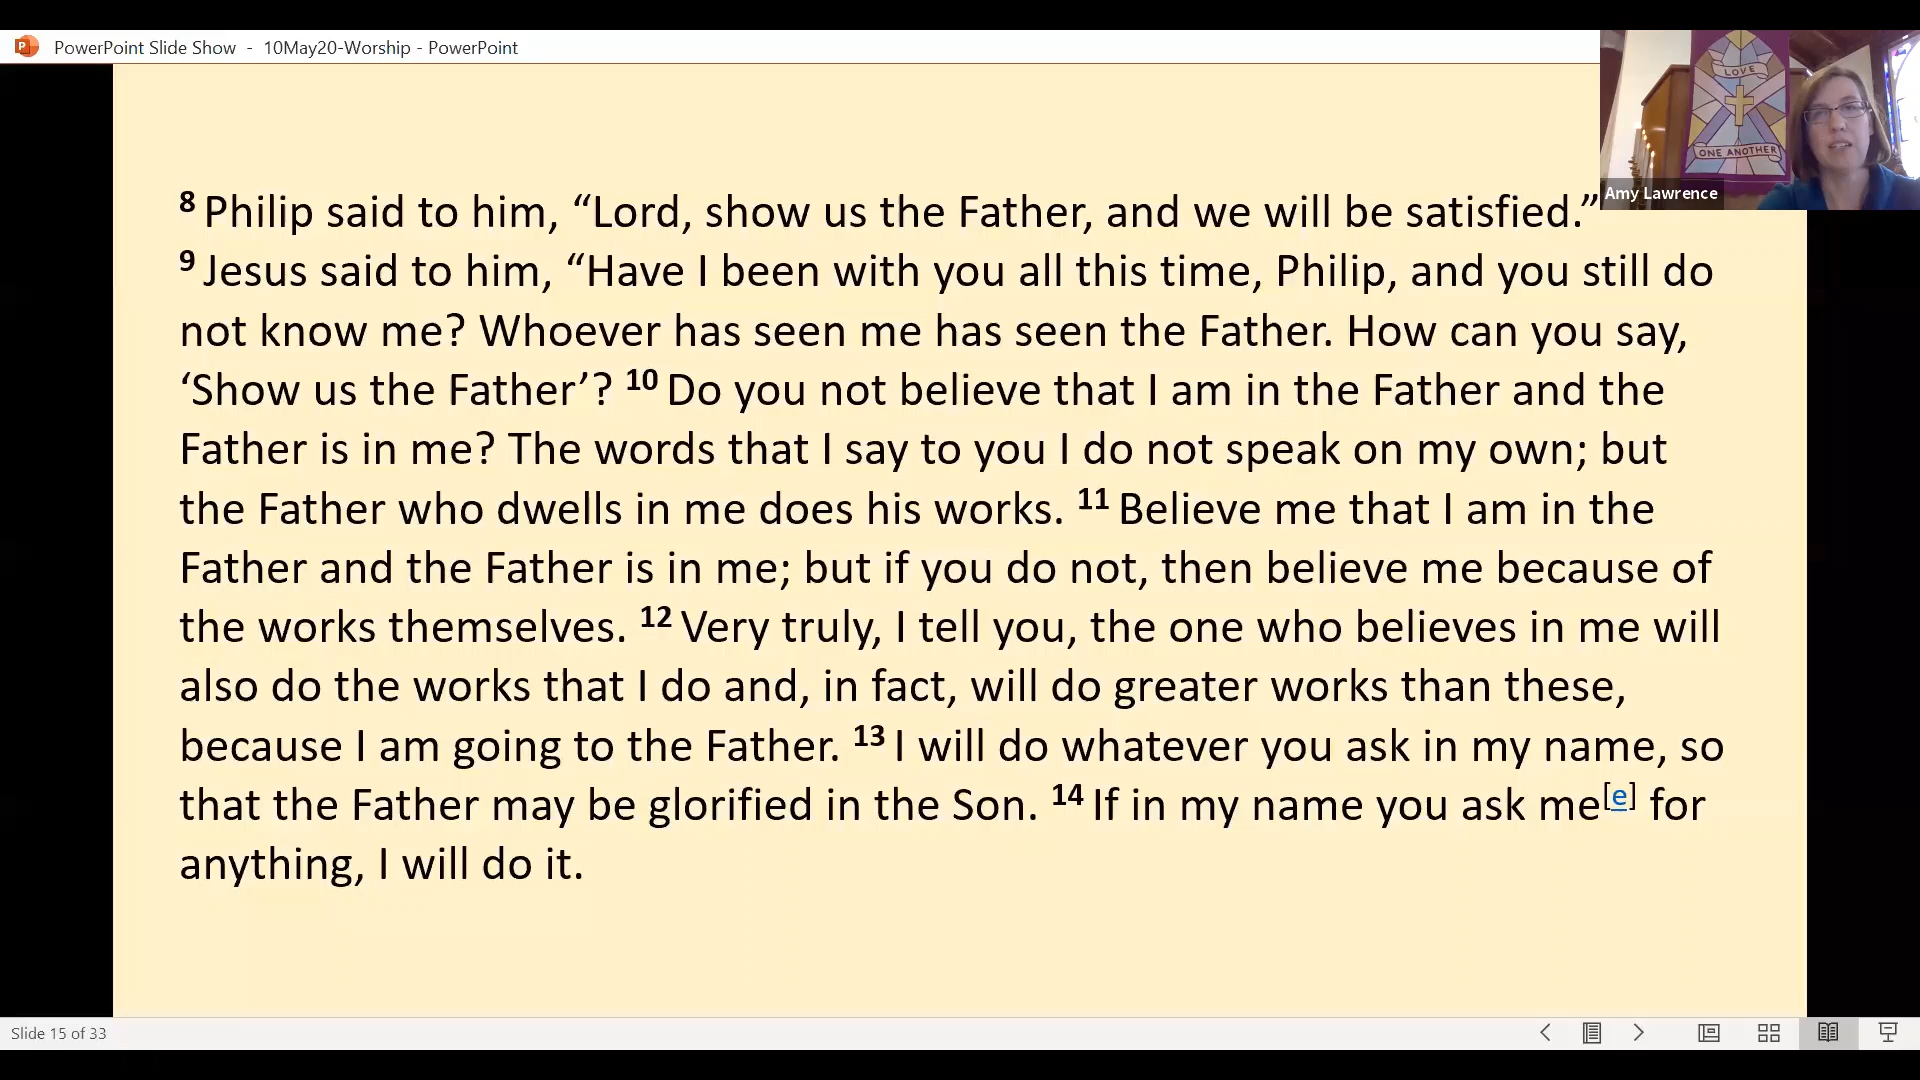 PowerPoint Slide Show - 10May20-Worship - PowerPoint
LOVE
ONE ANOTHER
Amy Lawrence
8 Philip said to him, “Lord, show us the Father, and we will be satisfied.”
9 Jesus said to him, “Have I been with you all this time, Philip, and you still do
not know me? Whoever has seen me has seen the Father. How can you say,
‘Show us the Father’? 10 Do you not believe that I am in the Father and the
Father is in me? The words that I say to you I do not speak on my own; but
the Father who dwells in me does his works. 11 Believe me that I am in the
Father and the Father is in me; but if you do not, then believe me because of
the works themselves. 12 Very truly, I tell you, the one who believes in me will
also do the works that I do and, in fact, will do greater works than these,
because I am going to the Father. 13 I will do whatever you ask in my name, so
that the Father may be glorified in the Son. 14 If in my name you ask me[e] for
anything, I will do it.
Slide 15 of 33